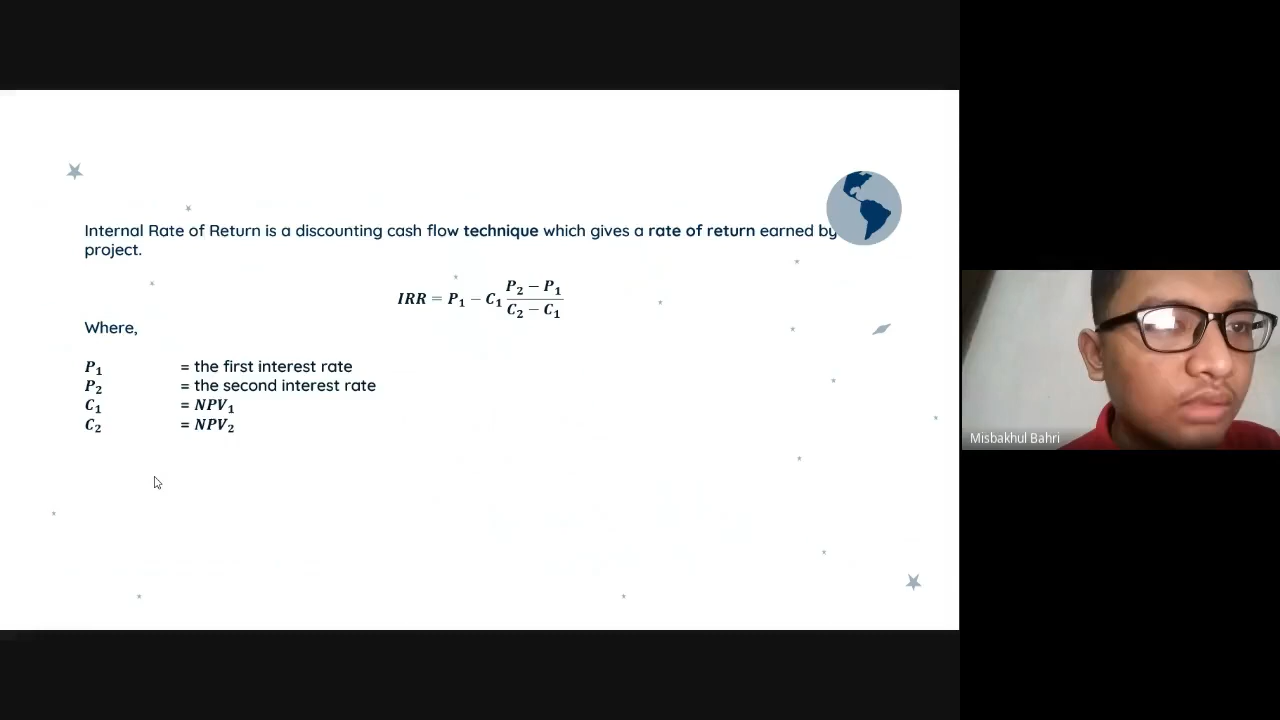 Internal Rate of Return is a discounting cash flow technique which gives a rate of return earned by
project.
IRR = P₁ − C₁ (P₂ − P₁)/(C₂ − C₁)
Where,
P₁ = the first interest rate
P₂ = the second interest rate
C₁ = NPV₁
C₂ = NPV₂
Misbakhul Bahri